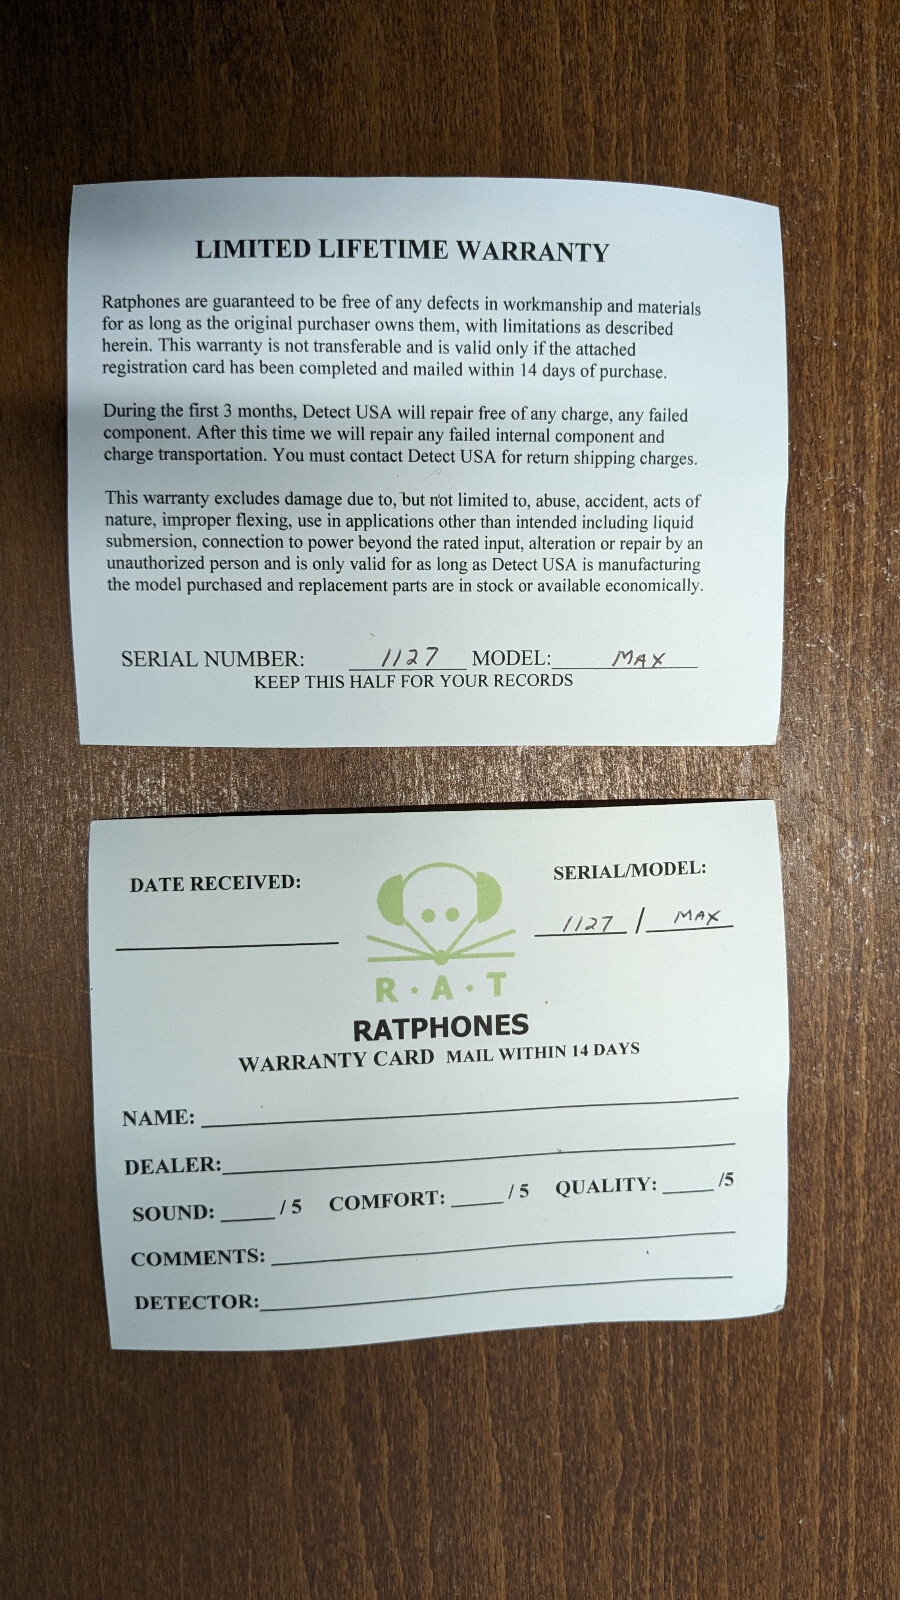 LIMITED LIFETIME WARRANTY
Ratphones are guaranteed to be free of any defects in workmanship and materials
for as long as the original purchaser owns them, with limitations as described
herein. This warranty is not transferable and is valid only if the attached
registration card has been completed and mailed within 14 days of purchase.
During the first 3 months, Detect USA will repair free of any charge, any failed
component. After this time we will repair any failed internal component and
charge transportation. You must contact Detect USA for return shipping charges.
This warranty excludes damage due to, but not limited to, abuse, accident, acts of
nature, improper flexing, use in applications other than intended including liquid
submersion, connection to power beyond the rated input, alteration or repair by an
unauthorized person and is only valid for as long as Detect USA is manufacturing
the model purchased and replacement parts are in stock or available economically.
SERIAL NUMBER: 1127 MODEL: MAX
KEEP THIS HALF FOR YOUR RECORDS
DATE RECEIVED:
SERIAL/MODEL:
1127 / MAX
R·A·T
RATPHONES
WARRANTY CARD MAIL WITHIN 14 DAYS
NAME:
DEALER:
SOUND: /5 COMFORT: /5 QUALITY: /5
COMMENTS:
DETECTOR: